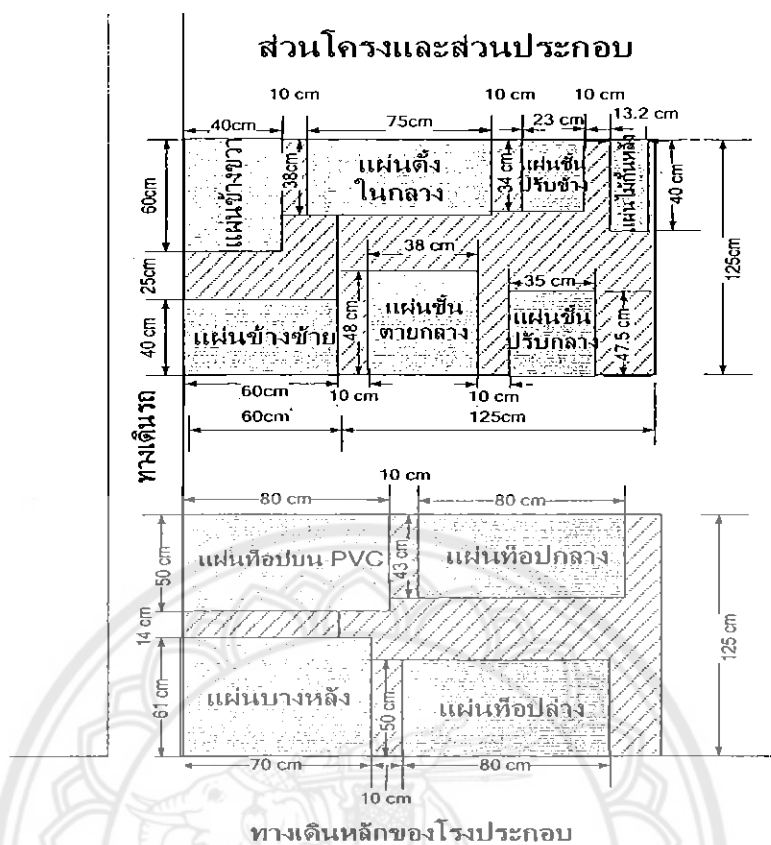 ส่วนโครงและส่วนประกอบ
10 cm
10 cm
10 cm
40cm
75cm
23 cm
13.2 cm
60cm
แผ่นข้างขวา
38cm
แผ่นตั้ง
ในกลาง
34 cm
แผ่นชั้น
ปรับข้าง
แผ่นไม้กั้นหลัง
40 cm
125cm
25cm
38 cm
35 cm
40 cm
แผ่นข้างซ้าย
48 cm
แผ่นชั้น
ตายกลาง
แผ่นชั้น
ปรับกลาง
47.5 cm
60cm
10 cm
10 cm
60cm
125cm
ทางเดินรถ
10 cm
80 cm
80 cm
50 cm
แผ่นท็อปบน PVC
43 cm
แผ่นท็อปกลาง
14 cm
125 cm
61 cm
แผ่นบางหลัง
50 cm
แผ่นท็อปล่าง
70 cm
80 cm
10 cm
ทางเดินหลักของโรงประกอบ